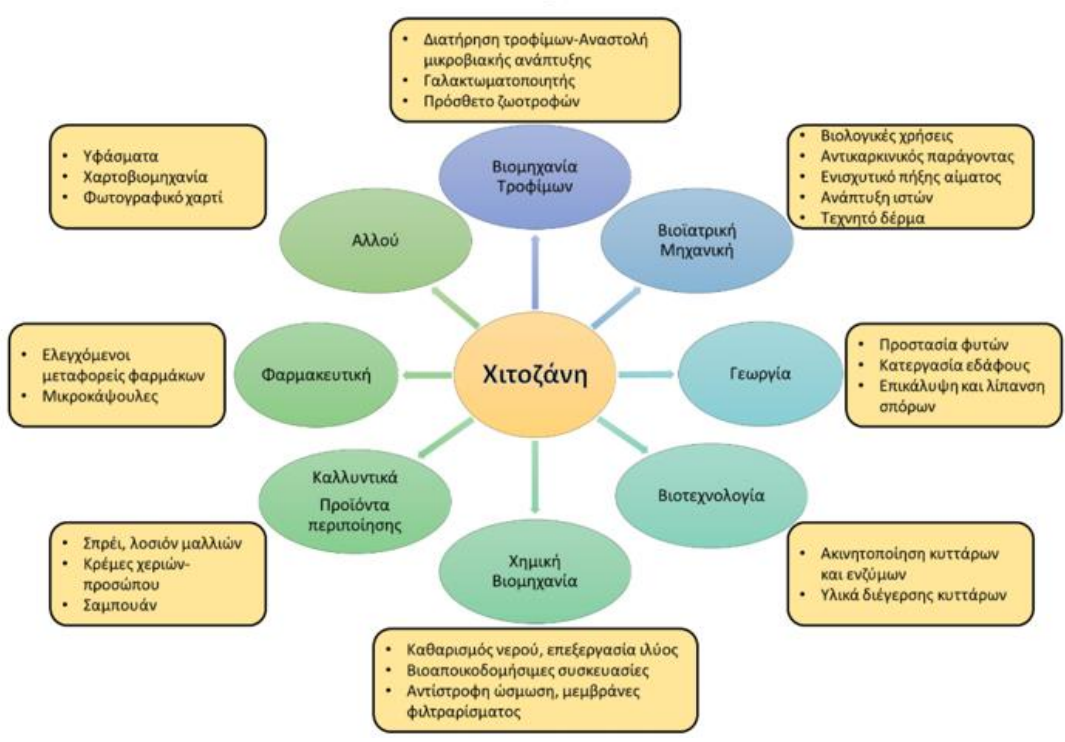 • Διατήρηση τροφίμων-Αναστολή
μικροβιακής ανάπτυξης
• Γαλακτωματοποιητής
• Πρόσθετο ζωοτροφών
Βιομηχανία
Τροφίμων
• Βιολογικές χρήσεις
• Αντικαρκινικός παράγοντας
• Ενισχυτικό πήξης αίματος
• Ανάπτυξη ιστών
• Τεχνητό δέρμα
Βιοϊατρική
Μηχανική
• Υφάσματα
• Χαρτοβιομηχανία
• Φωτογραφικό χαρτί
Αλλού
Χιτοζάνη
• Προστασία φυτών
• Κατεργασία εδάφους
• Επικάλυψη και λίπανση
σπόρων
Γεωργία
• Ελεγχόμενοι
μεταφορείς φαρμάκων
• Μικροκάψουλες
Φαρμακευτική
Καλλυντικά
Προϊόντα
περιποίησης
• Σπρέι, λοσιόν μαλλιών
• Κρέμες χεριών-
προσώπου
• Σαμπουάν
Βιοτεχνολογία
• Ακινητοποίηση κυττάρων
και ενζύμων
• Υλικά διέγερσης κυττάρων
Χημική
Βιομηχανία
• Καθαρισμός νερού, επεξεργασία ιλύος
• Βιοαποικοδομήσιμες συσκευασίες
• Αντίστροφη ώσμωση, μεμβράνες
φιλτραρίσματος